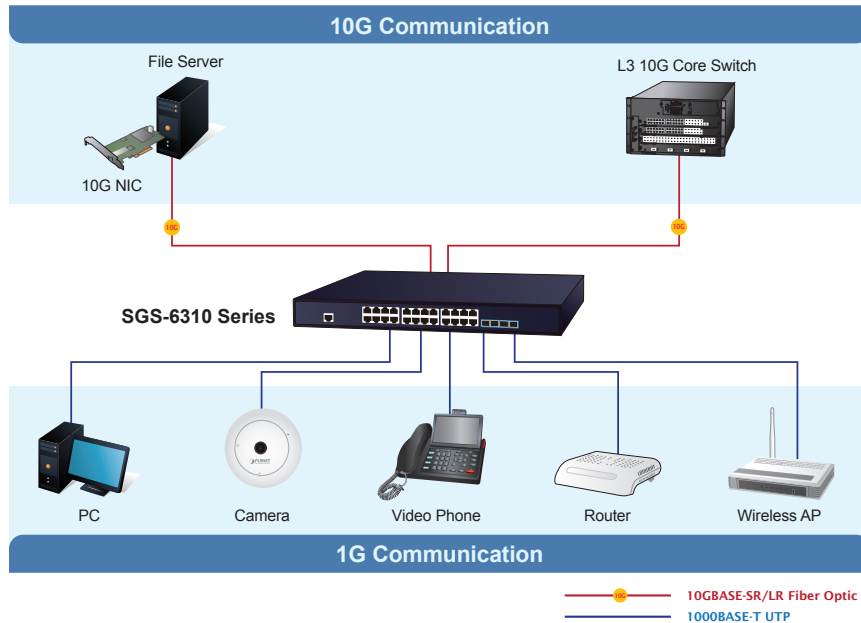 10G Communication
File Server
L3 10G Core Switch
10G NIC
10G
10G
SGS-6310 Series
PLANET
PC
Camera
Video Phone
Router
Wireless AP
1G Communication
10G
10GBASE-SR/LR Fiber Optic
1000BASE-T UTP